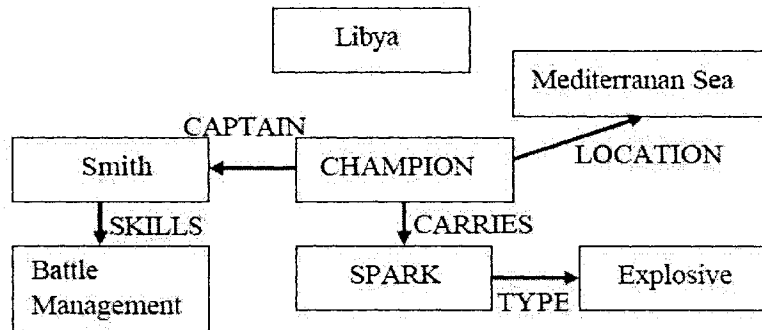 Libya
Mediterranan Sea
CAPTAIN
LOCATION
Smith
CHAMPION
SKILLS
CARRIES
Battle
Management
SPARK
TYPE
Explosive